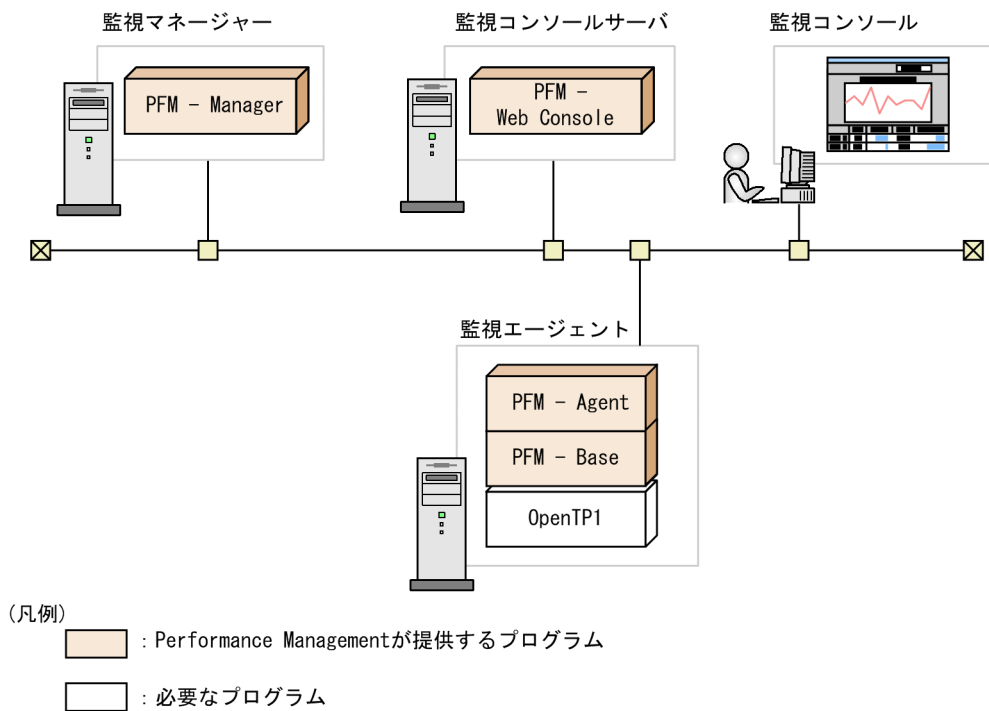 監視マネージャー
監視コンソールサーバ
監視コンソール
PFM - Manager
PFM -
Web Console
監視エージェント
PFM - Agent
PFM - Base
OpenTP1
(凡例)
: Performance Managementが提供するプログラム
: 必要なプログラム